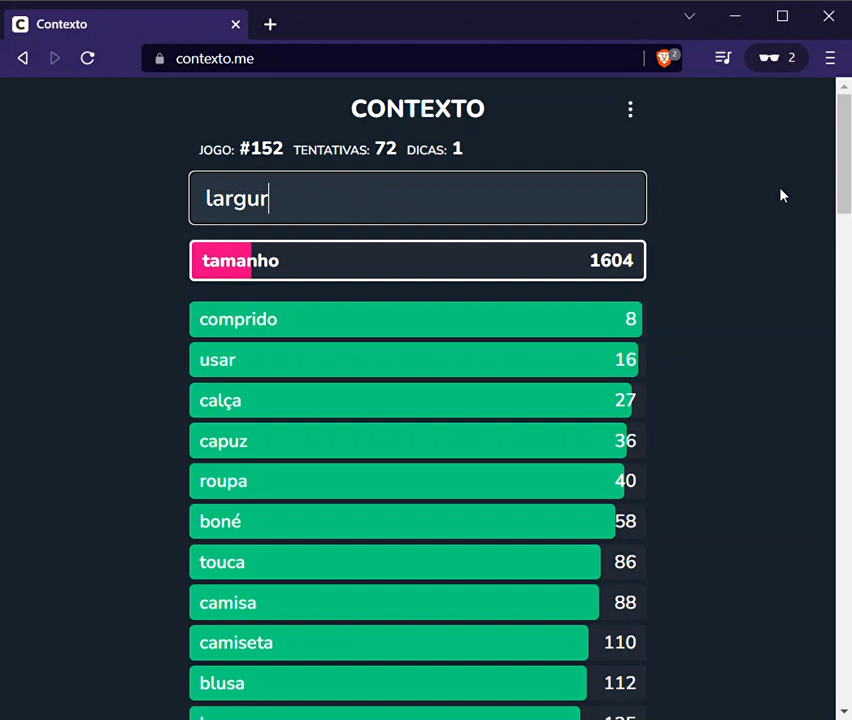 Contexto
contexto.me
2
2
CONTEXTO
JOGO: #152 TENTATIVAS: 72 DICAS: 1
largur
tamanho 1604
comprido 8
usar 16
calça 27
capuz 36
roupa 40
boné 58
touca 86
camisa 88
camiseta 110
blusa 112